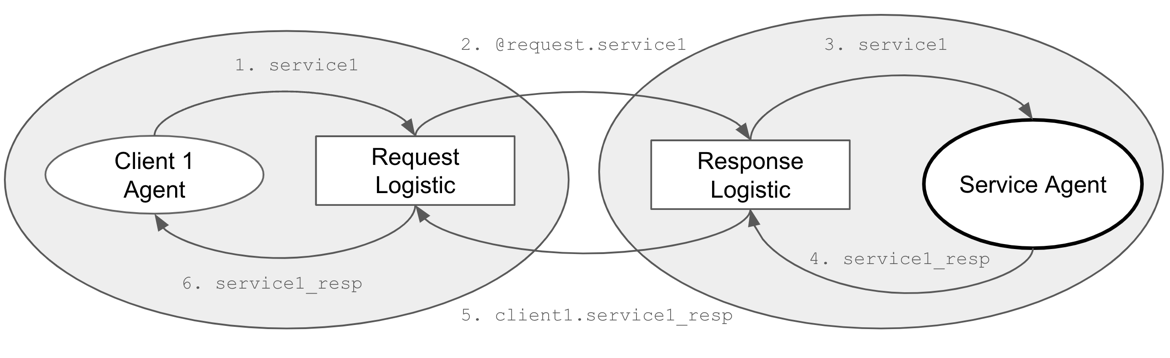 2. @request.service1
3. service1
1. service1
Client 1
Agent
Request
Logistic
Response
Logistic
Service Agent
4. service1_resp
6. service1_resp
5. client1.service1_resp